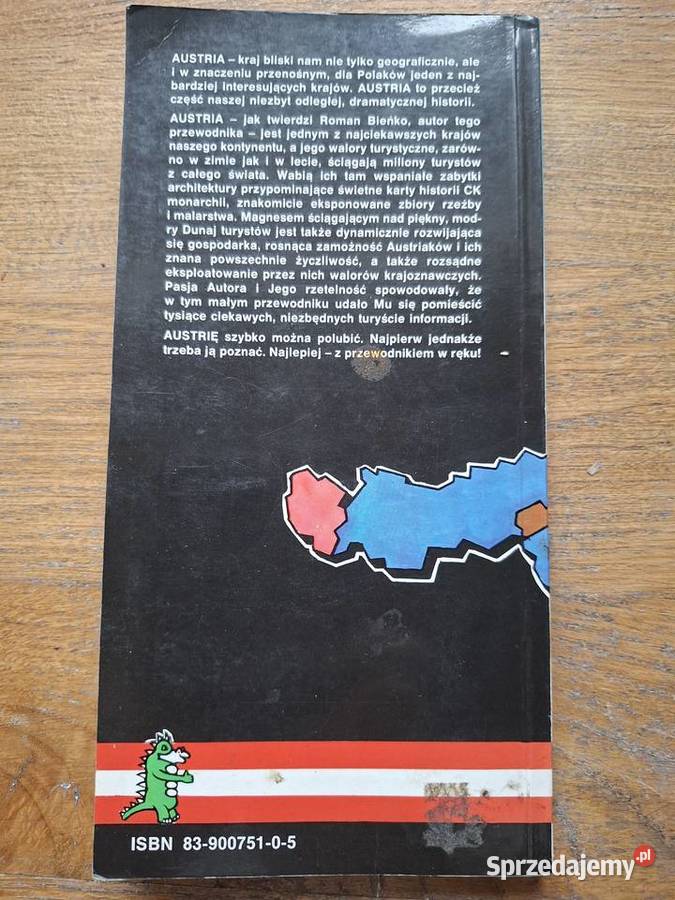 AUSTRIA – kraj bliski nam nie tylko geograficznie, ale
i w znaczeniu przenośnym, dla Polaków jeden z naj-
bardziej interesujących krajów. AUSTRIA to przecież
część naszej niezbyt odległej, dramatycznej historii.
AUSTRIA – jak twierdzi Roman Bieńko, autor tego
przewodnika – jest jednym z najciekawszych krajów
naszego kontynentu, a jego walory turystyczne, zarów-
no w zimie jak i w lecie, ściągają miliony turystów
z całego świata. Wabią ich tam wspaniałe zabytki
architektury przypominające świetne karty historii CK
monarchii, znakomicie eksponowane zbiory rzeźby
i malarstwa. Magnesem ściągającym nad piękny, mod-
ry Dunaj turystów jest także dynamicznie rozwijająca
się gospodarka, rosnąca zamożność Austriaków i ich
znana powszechnie życzliwość, a także rozsądne
eksploatowanie przez nich walorów krajoznawczych.
Pasja Autora i Jego rzetelność spowodowały, że
w tym małym przewodniku udało Mu się pomieścić
tysiące ciekawych, niezbędnych turyście informacji.
AUSTRIĘ szybko można polubić. Najpierw jednakże
trzeba ją poznać. Najlepiej – z przewodnikiem w ręku!
ISBN 83-900751-0-5
Sprzedajemy.pl